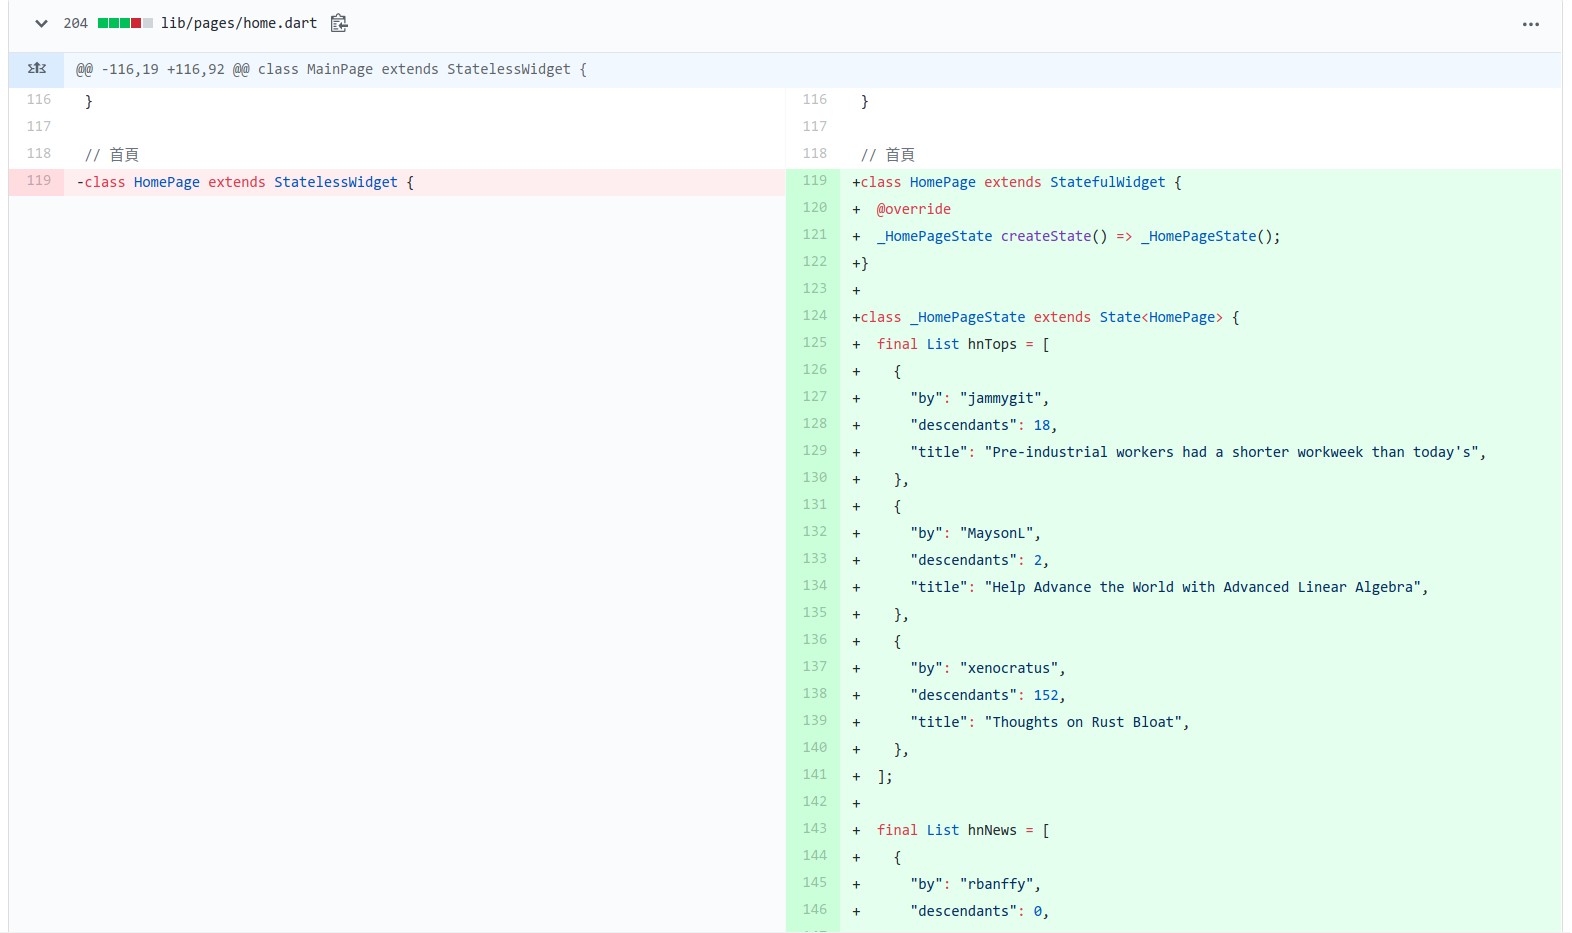 204 lib/pages/home.dart
@@ -116,19 +116,92 @@ class MainPage extends StatelessWidget {
116 }
117
118 // 首頁
119 -class HomePage extends StatelessWidget {
116 }
117
118 // 首頁
119 +class HomePage extends StatefulWidget {
120 +  @override
121 +  _HomePageState createState() => _HomePageState();
122 +}
123 +
124 +class _HomePageState extends State<HomePage> {
125 +  final List hnTops = [
126 +    {
127 +      "by": "jammygit",
128 +      "descendants": 18,
129 +      "title": "Pre-industrial workers had a shorter workweek than today's",
130 +    },
131 +    {
132 +      "by": "MaysonL",
133 +      "descendants": 2,
134 +      "title": "Help Advance the World with Advanced Linear Algebra",
135 +    },
136 +    {
137 +      "by": "xenocratus",
138 +      "descendants": 152,
139 +      "title": "Thoughts on Rust Bloat",
140 +    },
141 +  ];
142 +
143 +  final List hnNews = [
144 +    {
145 +      "by": "rbanffy",
146 +      "descendants": 0,